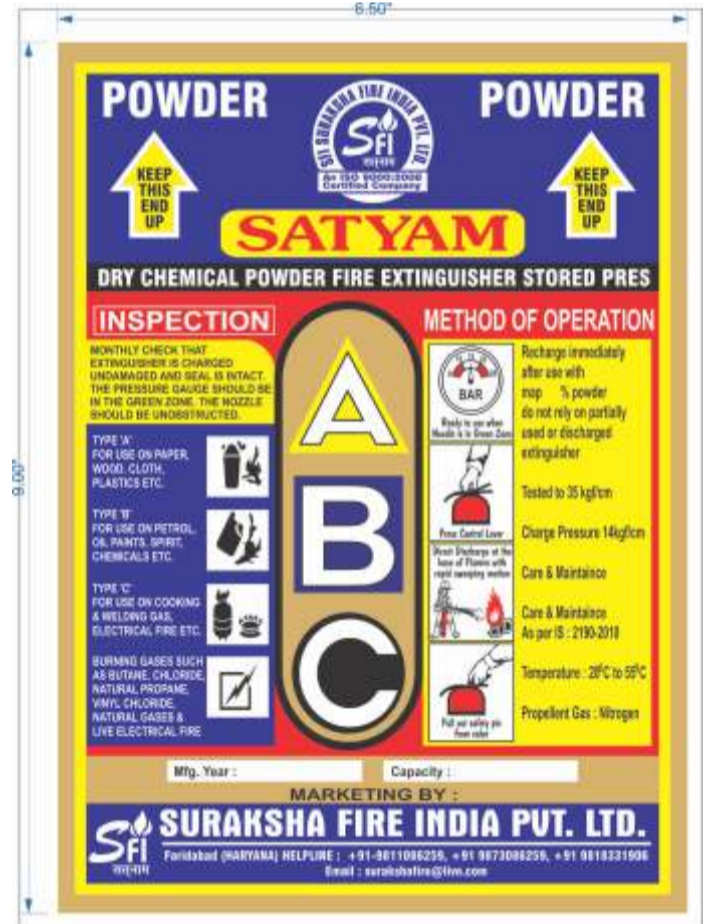 6.50"
9.00"
POWDER
POWDER
SRI SURAKSHA FIRE INDIA PVT. LTD.
SFI
सत्‌नाम
An ISO 9000:2008
Certified Company
KEEP
THIS
END
UP
KEEP
THIS
END
UP
SATYAM
DRY CHEMICAL POWDER FIRE EXTINGUISHER STORED PRES
INSPECTION
MONTHLY CHECK THAT
EXTINGUISHER IS CHARGED
UNDAMAGED AND SEAL IS INTACT.
THE PRESSURE GAUGE SHOULD BE
IN THE GREEN ZONE. THE NOZZLE
SHOULD BE UNOBSTRUCTED.
TYPE 'A'
FOR USE ON PAPER,
WOOD, CLOTH,
PLASTICS ETC.
TYPE 'B'
FOR USE ON PETROL,
OIL, PAINTS, SPIRIT,
CHEMICALS ETC.
TYPE 'C'
FOR USE ON COOKING
& WELDING GAS,
ELECTRICAL FIRE ETC.
BURNING GASES SUCH
AS BUTANE, CHLORIDE,
NATURAL PROPANE,
VINYL CHLORIDE,
NATURAL GASES &
LIVE ELECTRICAL FIRE
A
B
C
METHOD OF OPERATION
BAR
Ready to use when
Needle is in Green Zone
Press Control Lever
Direct Discharge at the
base of Flames with
rapid sweeping motion
Pull out safety pin
from valve
Recharge immediately
after use with
map % powder
do not rely on partially
used or discharged
extinguisher
Tested to 35 kgf/cm
Charge Pressure 14kgf/cm
Care & Maintaince
Care & Maintaince
As per IS : 2190-2010
Temperature : 20⁰C to 55⁰C
Propellent Gas : Nitrogen
Mfg. Year :
Capacity :
MARKETING BY :
SFI
सत्‌नाम
SURAKSHA FIRE INDIA PVT. LTD.
Faridabad (HARYANA) HELPLINE : +91-9811086259, +91 9873086259, +91 9818331906
Email : surakshafire@live.com